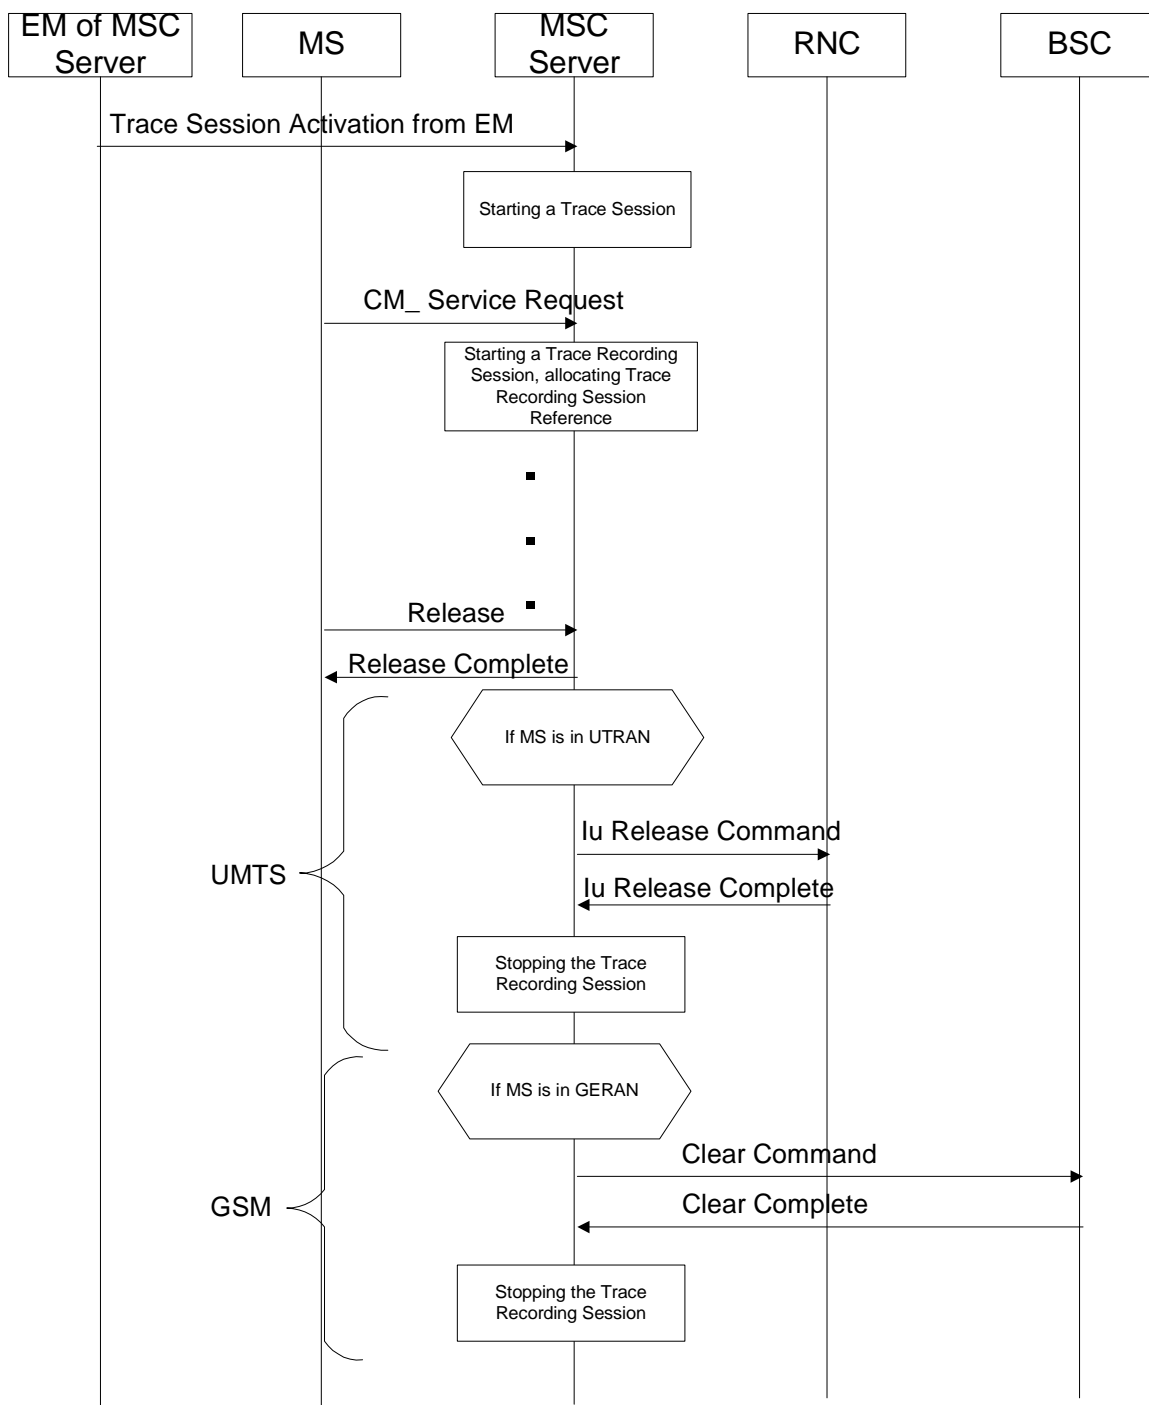 EM of MSC
Server
MS
MSC
Server
RNC
BSC
Trace Session Activation from EM
Starting a Trace Session
CM_ Service Request
Starting a Trace Recording
Session, allocating Trace
Recording Session
Reference
Release
Release Complete
If MS is in UTRAN
Iu Release Command
UMTS
Iu Release Complete
Stopping the Trace
Recording Session
If MS is in GERAN
Clear Command
GSM
Clear Complete
Stopping the Trace
Recording Session